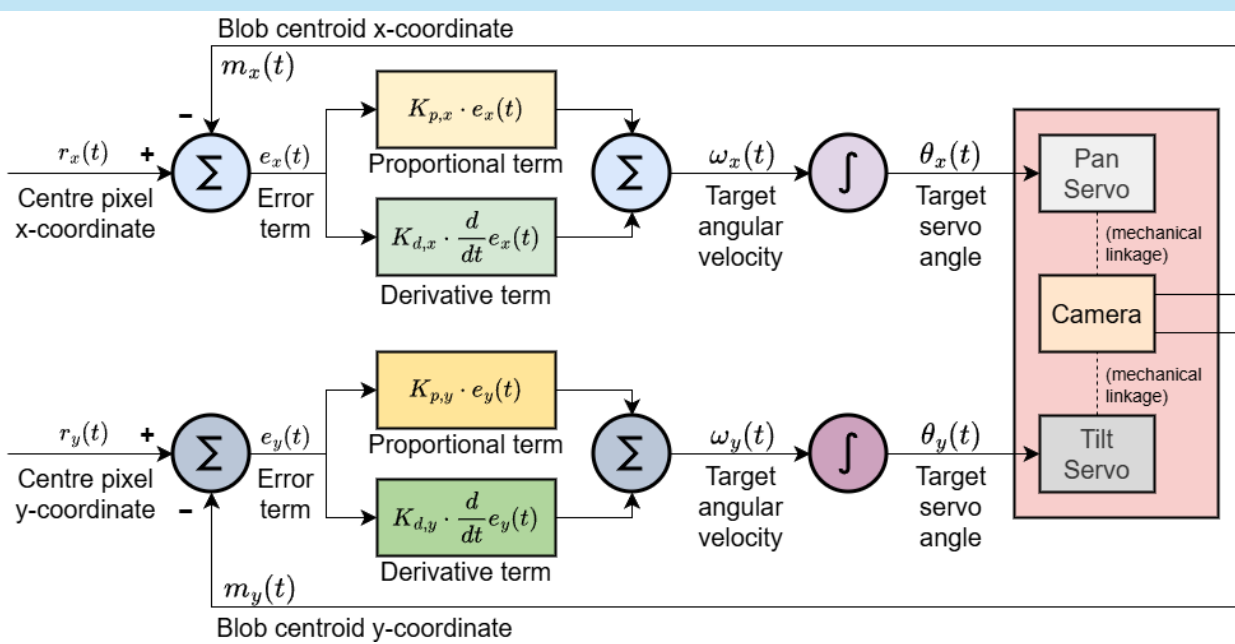 Blob centroid x-coordinate
m_x(t)
−
r_x(t)
+
Centre pixel
x-coordinate
Σ
e_x(t)
Error
term
K_{p,x} · e_x(t)
Proportional term
K_{d,x} · \frac{d}{dt} e_x(t)
Derivative term
Σ
ω_x(t)
Target
angular
velocity
∫
θ_x(t)
Target
servo
angle
Pan
Servo
(mechanical
linkage)
Camera
(mechanical
linkage)
Tilt
Servo
r_y(t)
+
Centre pixel
y-coordinate
−
Σ
e_y(t)
Error
term
K_{p,y} · e_y(t)
Proportional term
K_{d,y} · \frac{d}{dt} e_y(t)
Derivative term
Σ
ω_y(t)
Target
angular
velocity
∫
θ_y(t)
Target
servo
angle
m_y(t)
Blob centroid y-coordinate